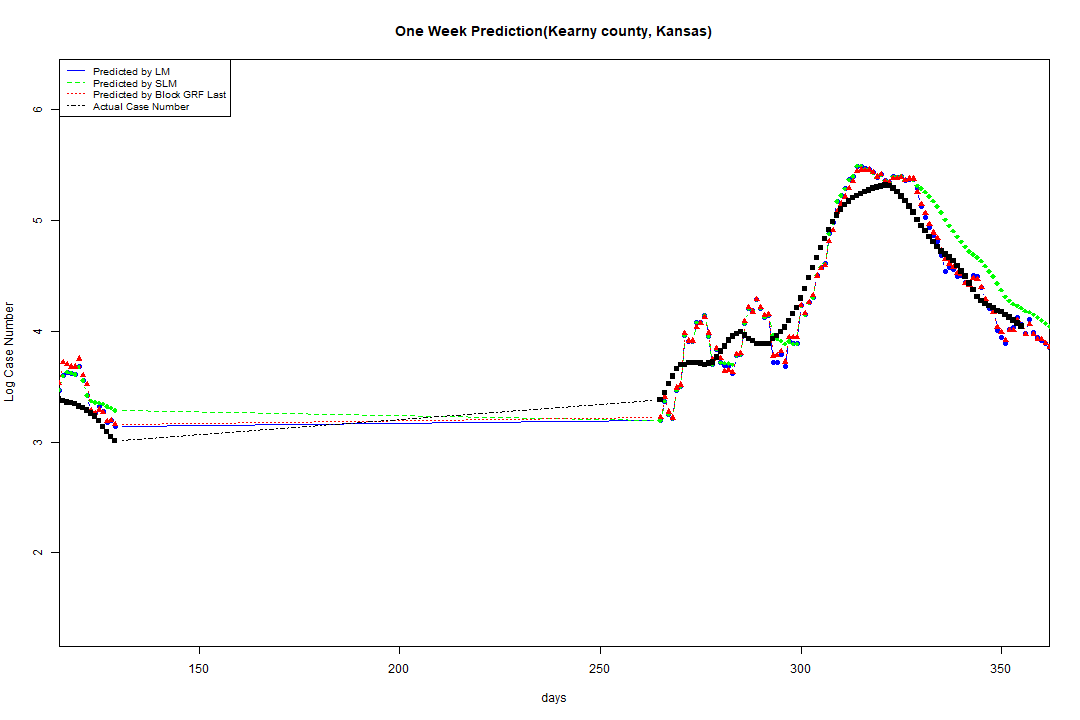 One Week Prediction(Kearny county, Kansas)
Predicted by LM
Predicted by SLM
Predicted by Block GRF Last
Actual Case Number
6
5
4
3
2
Log Case Number
150
200
250
300
350
days